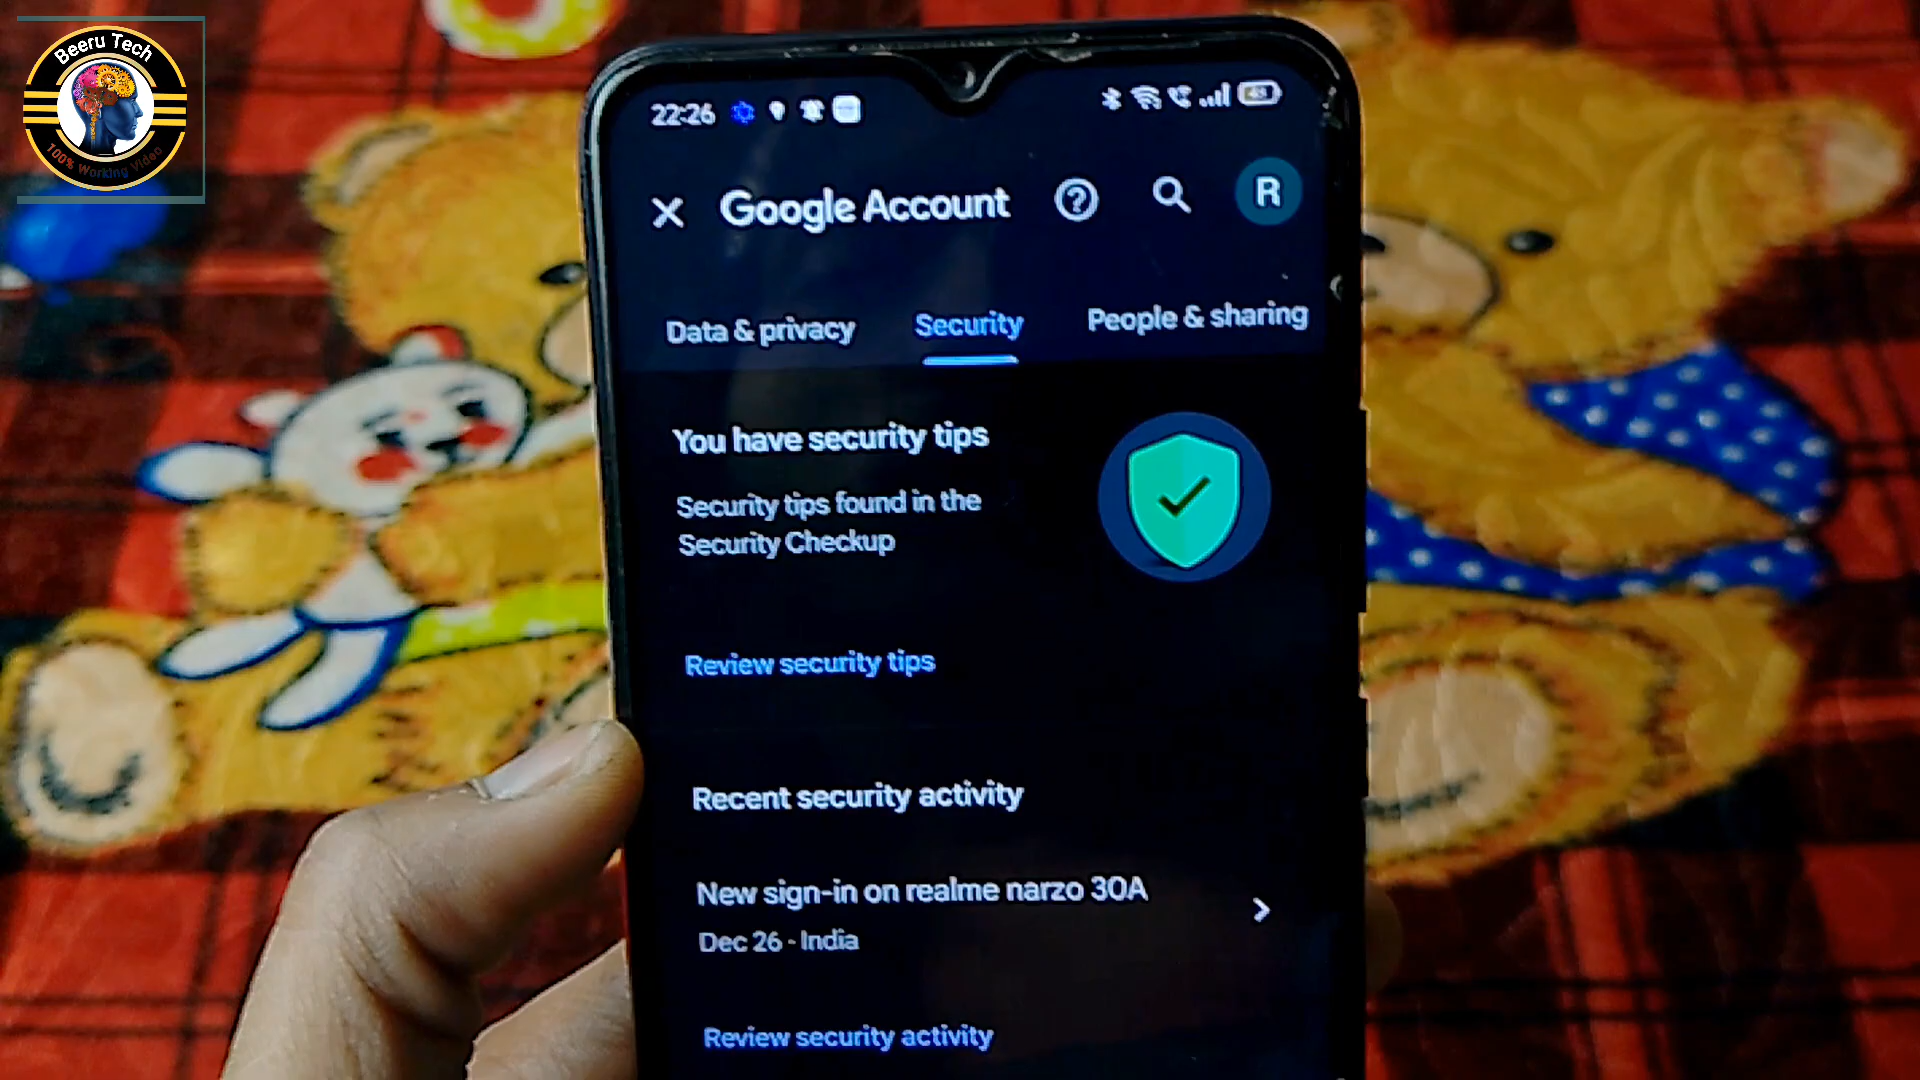 Beeru Tech
100% Working Video
22:26
43
Google Account
R
Data & privacy
Security
People & sharing
You have security tips
Security tips found in the
Security Checkup
Review security tips
Recent security activity
New sign-in on realme narzo 30A
Dec 26 - India
Review security activity